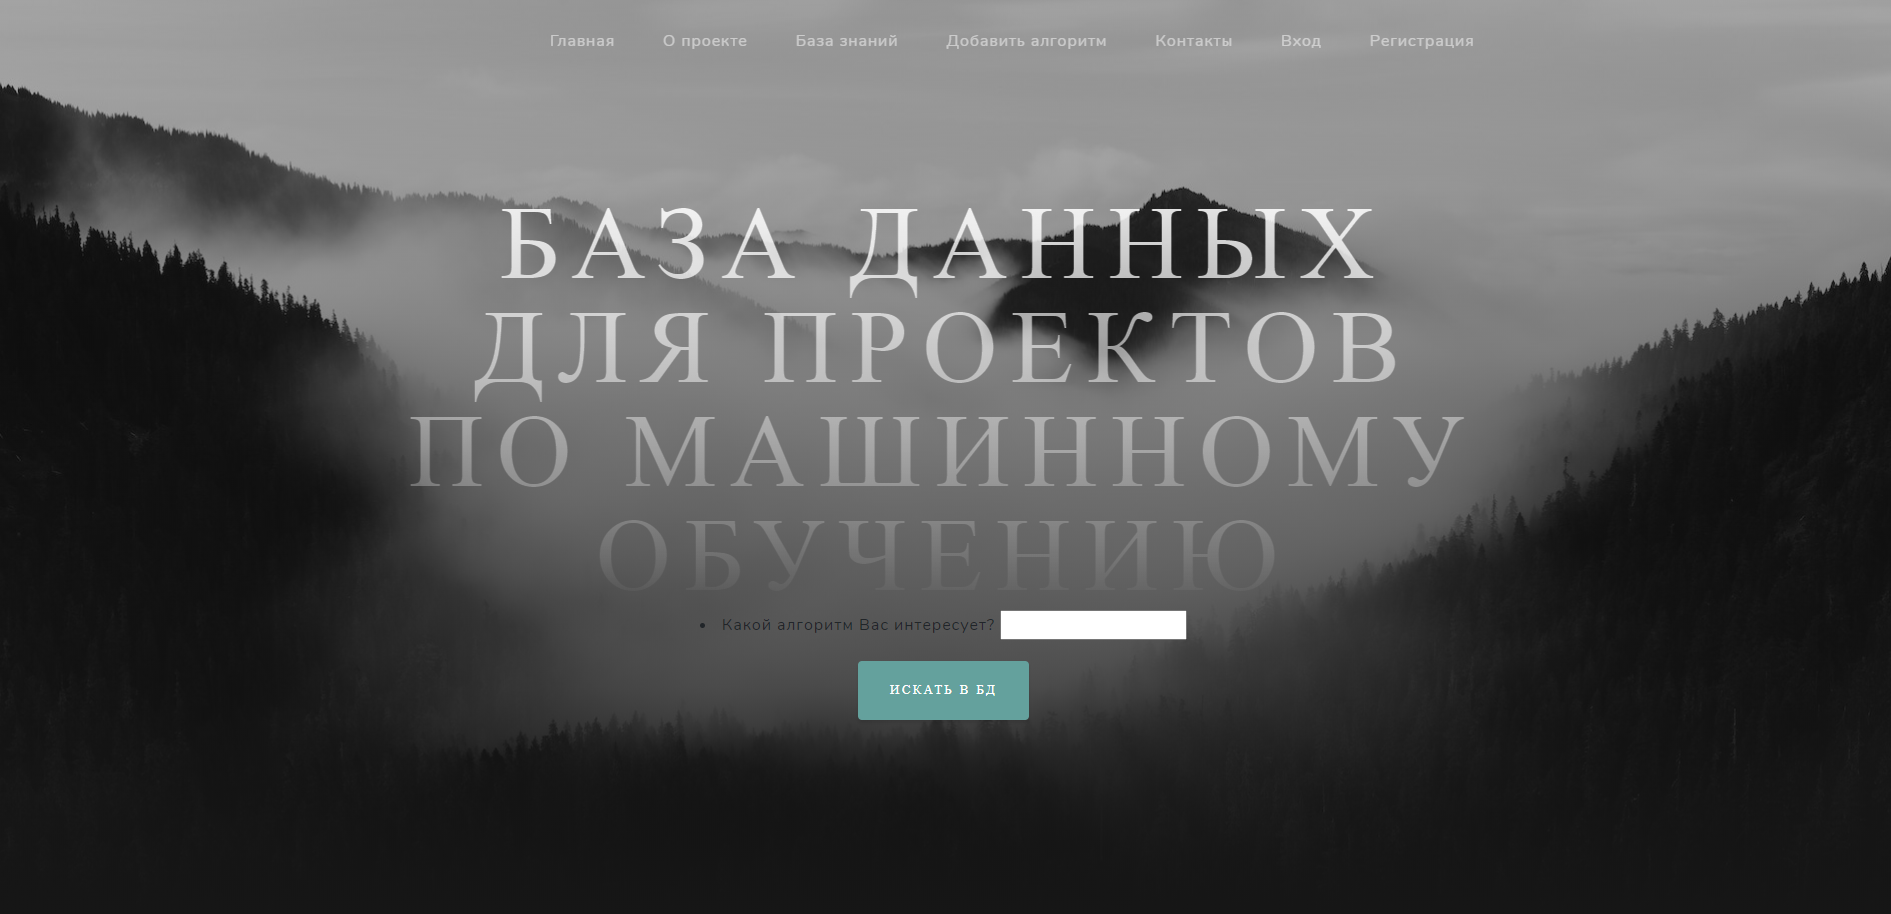 Главная О проекте База знаний Добавить алгоритм Контакты Вход Регистрация
БАЗА ДАННЫХ
ДЛЯ ПРОЕКТОВ
ПО МАШИННОМУ
ОБУЧЕНИЮ
• Какой алгоритм Вас интересует?
ИСКАТЬ В БД